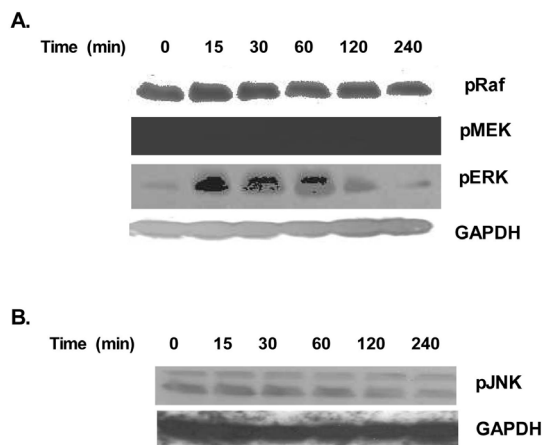 A.
Time (min) 0 15 30 60 120 240
pRaf
pMEK
pERK
GAPDH
B.
Time (min) 0 15 30 60 120 240
pJNK
GAPDH